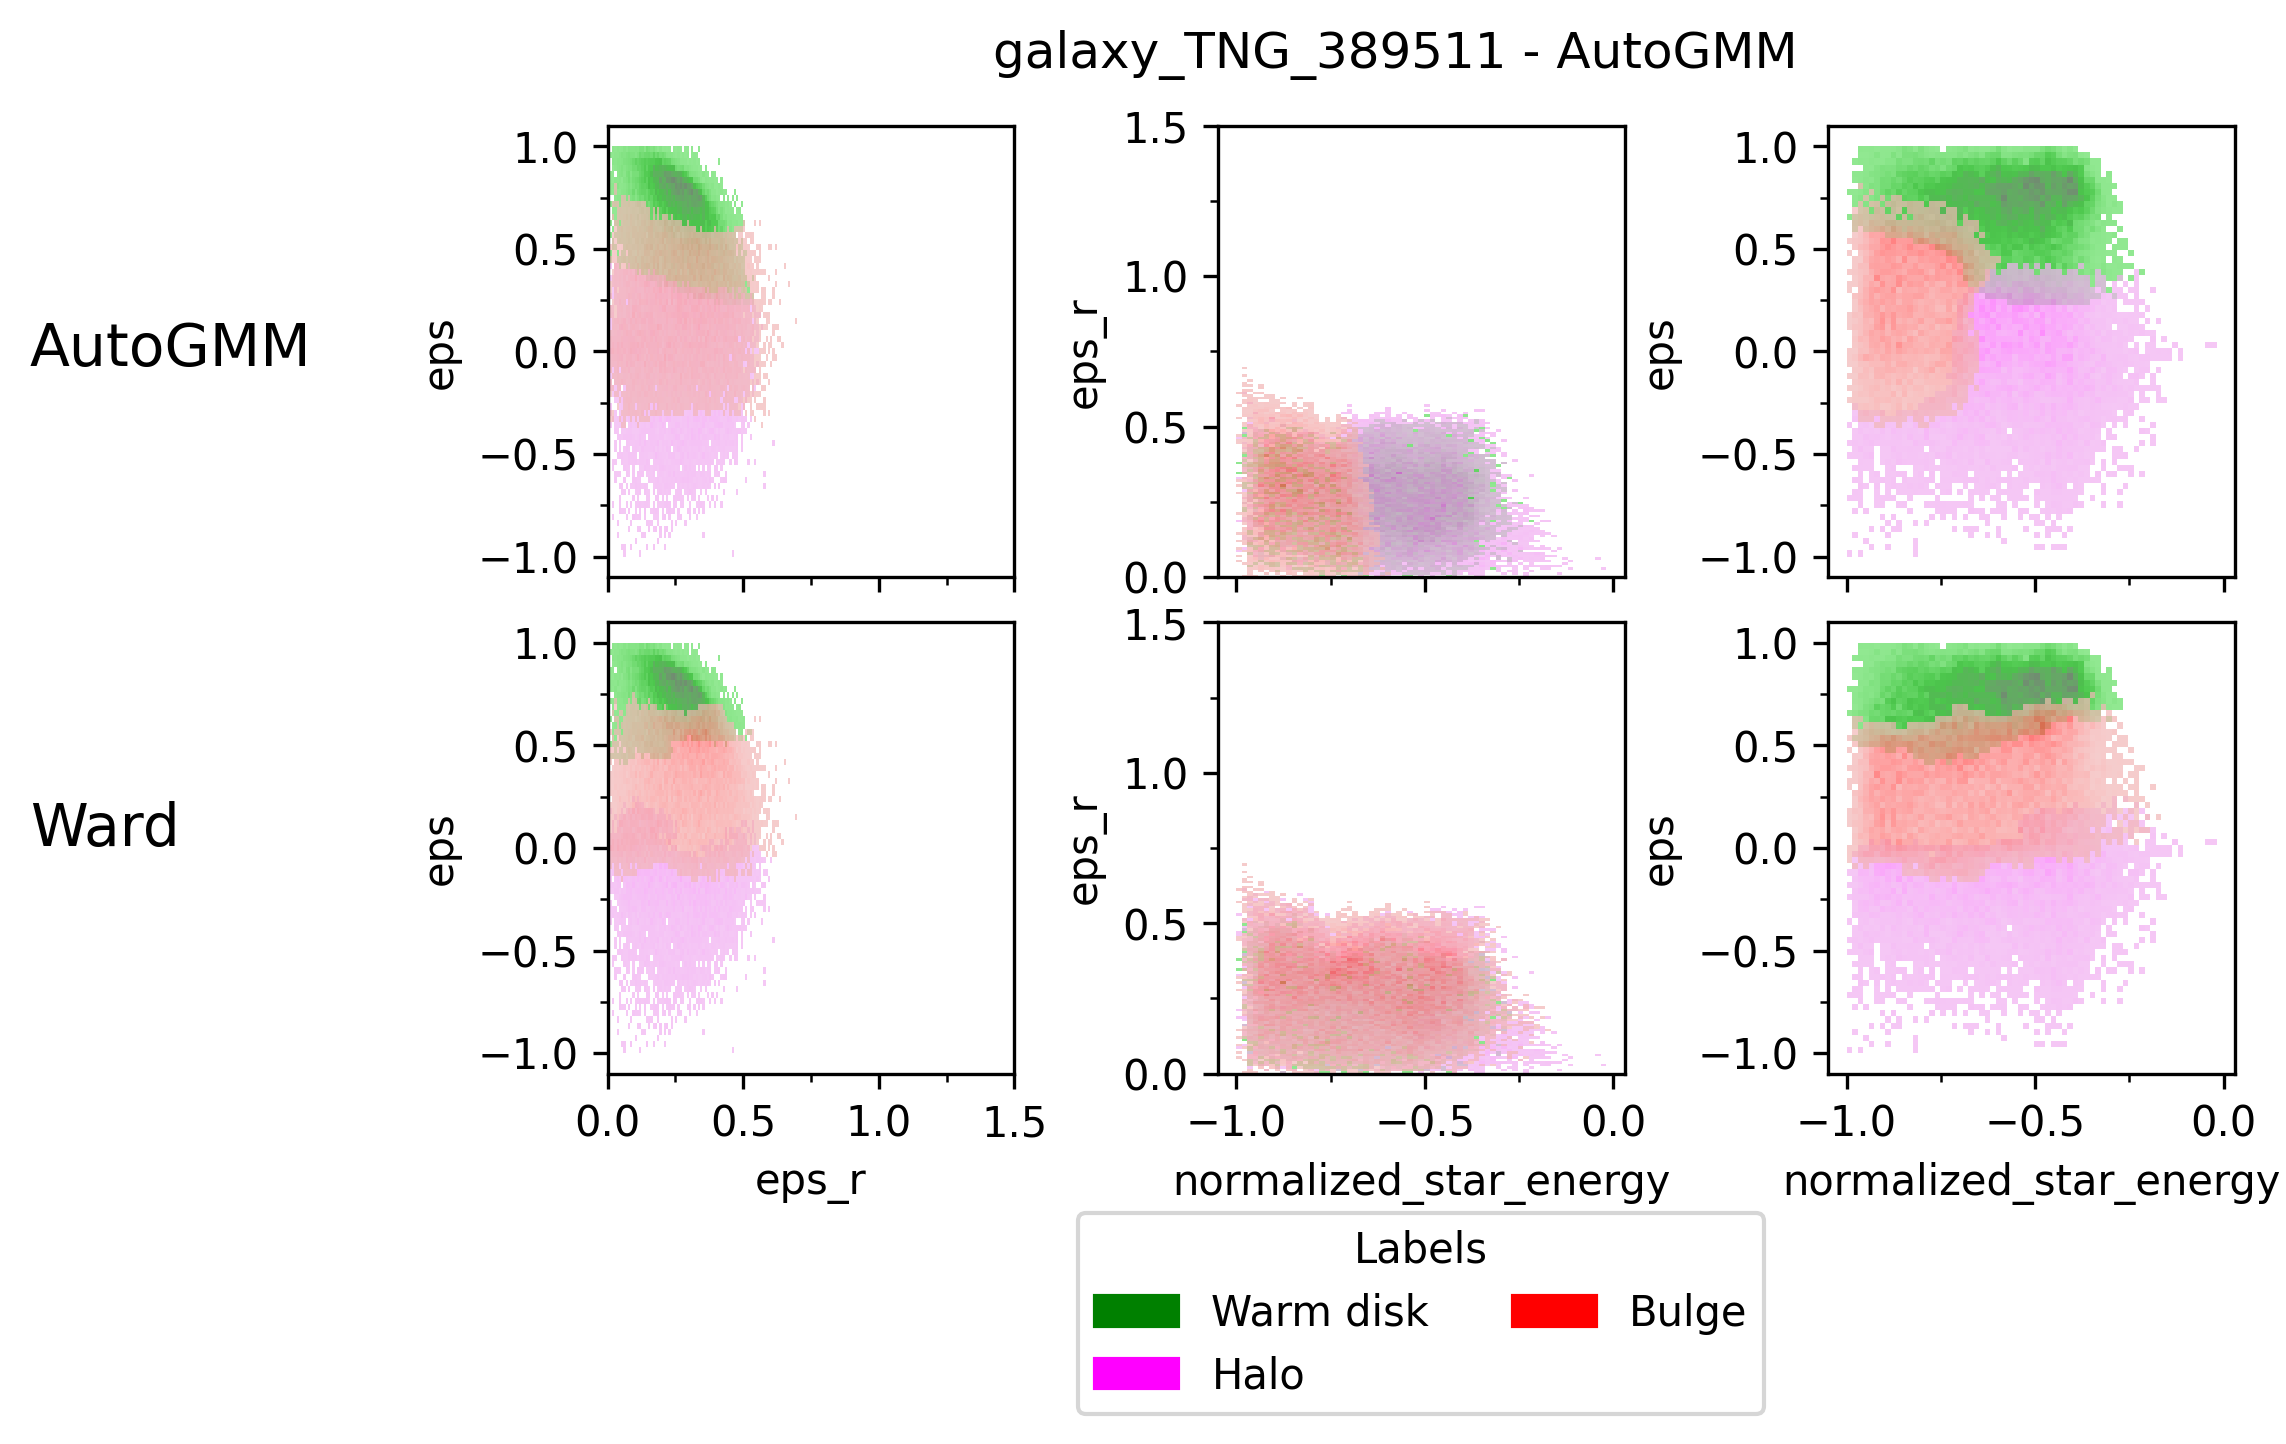 galaxy_TNG_389511 - AutoGMM
AutoGMM
eps
1.0
0.5
0.0
−0.5
−1.0
eps_r
1.5
1.0
0.5
0.0
eps
1.0
0.5
0.0
−0.5
−1.0
Ward
eps
1.0
0.5
0.0
−0.5
−1.0
0.0 0.5 1.0 1.5
eps_r
eps_r
1.5
1.0
0.5
0.0
−1.0 −0.5 0.0
normalized_star_energy
eps
1.0
0.5
0.0
−0.5
−1.0
−1.0 −0.5 0.0
normalized_star_energy
Labels
Warm disk
Halo
Bulge